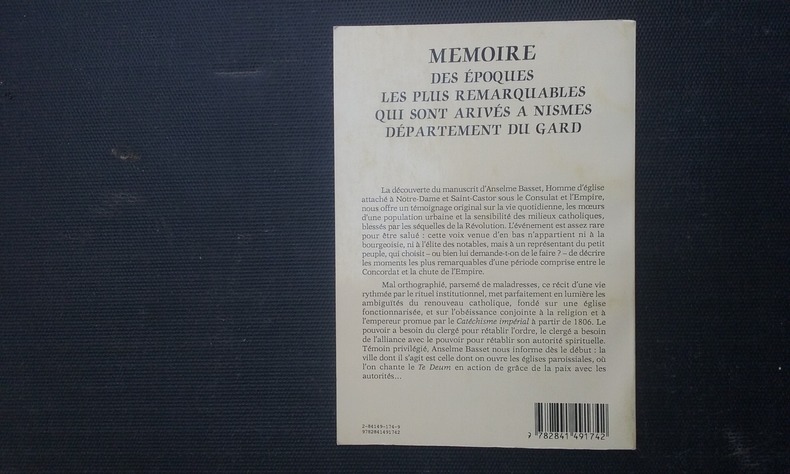 MEMOIRE
DES ÉPOQUES
LES PLUS REMARQUABLES
QUI SONT ARIVÉS A NISMES
DÉPARTEMENT DU GARD
La découverte du manuscrit d'Anselme Basset, Homme d'église
attaché à Notre-Dame et Saint-Castor sous le Consulat et l'Empire,
nous offre un témoignage original sur la vie quotidienne, les mœurs
d'une population urbaine et la sensibilité des milieux catholiques,
blessés par les séquelles de la Révolution. L'événement est assez rare
pour être salué : cette voix venue d'en bas n'appartient ni à la
bourgeoisie, ni à l'élite des notables, mais à un représentant du petit
peuple, qui choisit – ou bien lui demande-t-on de le faire ? – de décrire
les moments les plus remarquables d'une période comprise entre le
Concordat et la chute de l'Empire.
Mal orthographié, parsemé de maladresses, ce récit d'une vie
rythmée par le rituel institutionnel, met parfaitement en lumière les
ambiguïtés du renouveau catholique, fondé sur une église
fonctionnarisée, et sur l'obéissance conjointe à la religion et à
l'empereur promue par le Catéchisme impérial à partir de 1806. Le
pouvoir a besoin du clergé pour rétablir l'ordre, le clergé a besoin
de l'alliance avec le pouvoir pour rétablir son autorité spirituelle.
Témoin privilégié, Anselme Basset nous informe dès le début : la
ville dont il s'agit est celle dont on ouvre les églises paroissiales, où
l'on chante le Te Deum en action de grâce de la paix avec les
autorités...
2-84149-174-9
9782841491742
9 782841 491742